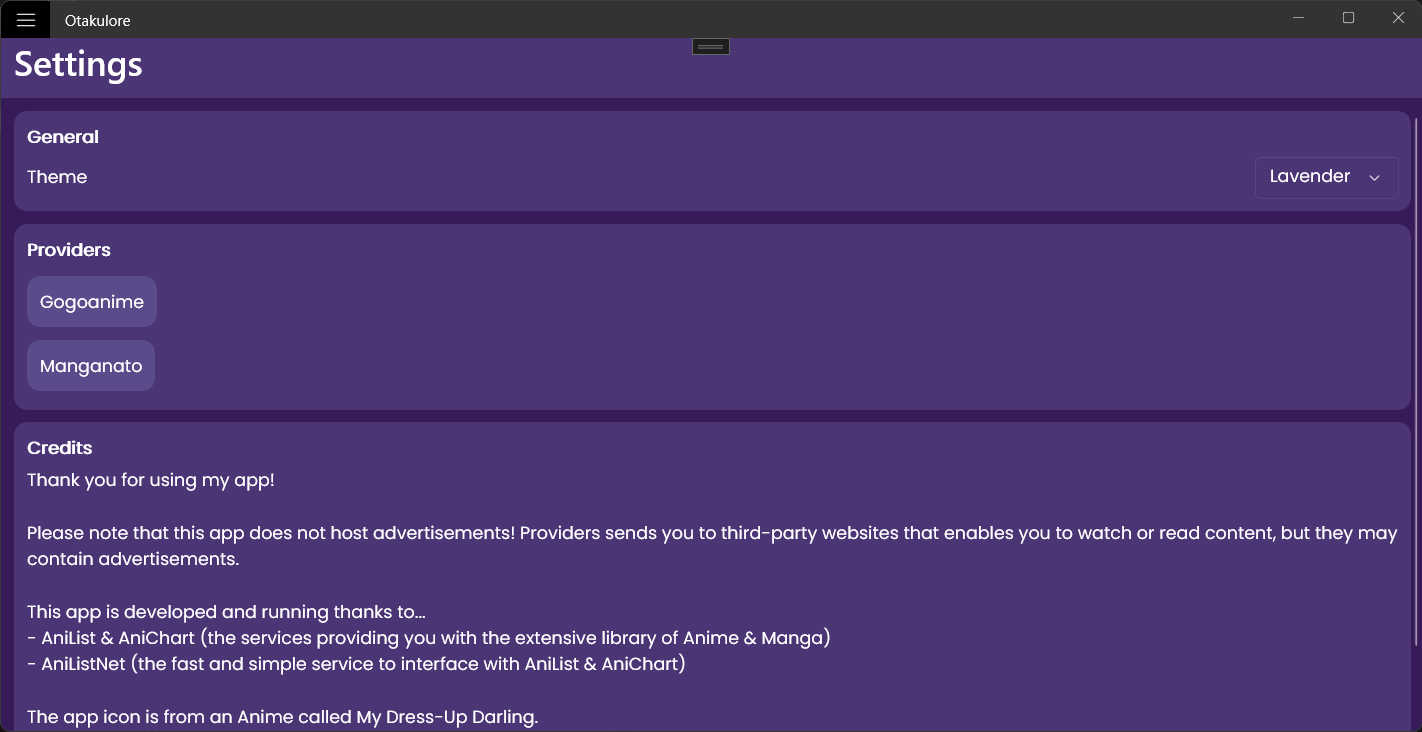 Otakulore
Settings
General
Theme
Lavender
Providers
Gogoanime
Manganato
Credits
Thank you for using my app!
Please note that this app does not host advertisements! Providers sends you to third-party websites that enables you to watch or read content, but they may
contain advertisements.
This app is developed and running thanks to...
- AniList & AniChart (the services providing you with the extensive library of Anime & Manga)
- AniListNet (the fast and simple service to interface with AniList & AniChart)
The app icon is from an Anime called My Dress-Up Darling.